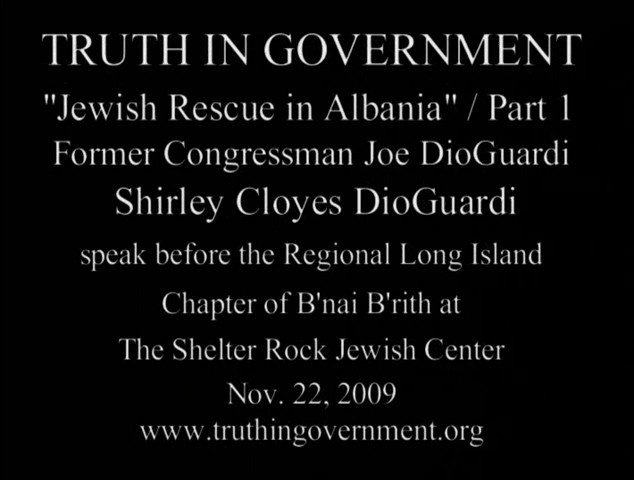 TRUTH IN GOVERNMENT
"Jewish Rescue in Albania" / Part 1
Former Congressman Joe DioGuardi
Shirley Cloyes DioGuardi
speak before the Regional Long Island
Chapter of B'nai B'rith at
The Shelter Rock Jewish Center
Nov. 22, 2009
www.truthingovernment.org